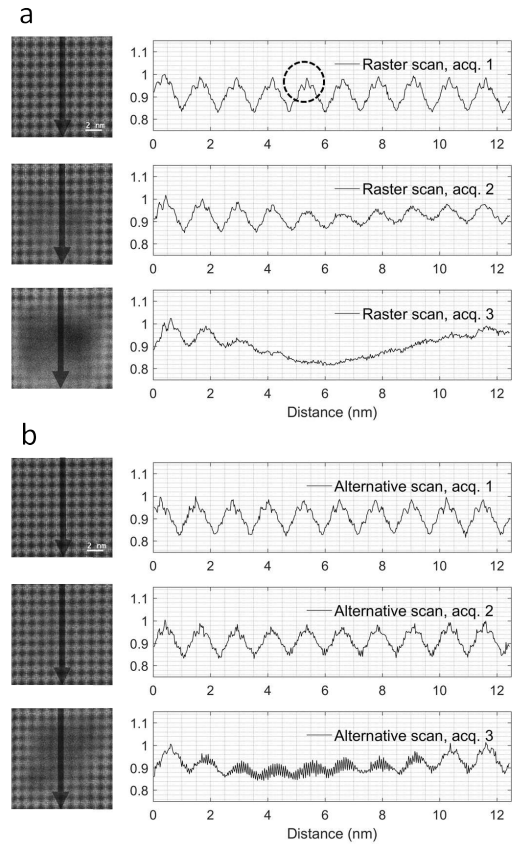 a
1.1
1
0.9
0.8
Raster scan, acq. 1
2 nm
0 2 4 6 8 10 12
1.1
1
0.9
0.8
Raster scan, acq. 2
0 2 4 6 8 10 12
1.1
1
0.9
0.8
Raster scan, acq. 3
0 2 4 6 8 10 12
Distance (nm)
b
1.1
1
0.9
0.8
Alternative scan, acq. 1
2 nm
0 2 4 6 8 10 12
1.1
1
0.9
0.8
Alternative scan, acq. 2
0 2 4 6 8 10 12
1.1
1
0.9
0.8
Alternative scan, acq. 3
0 2 4 6 8 10 12
Distance (nm)